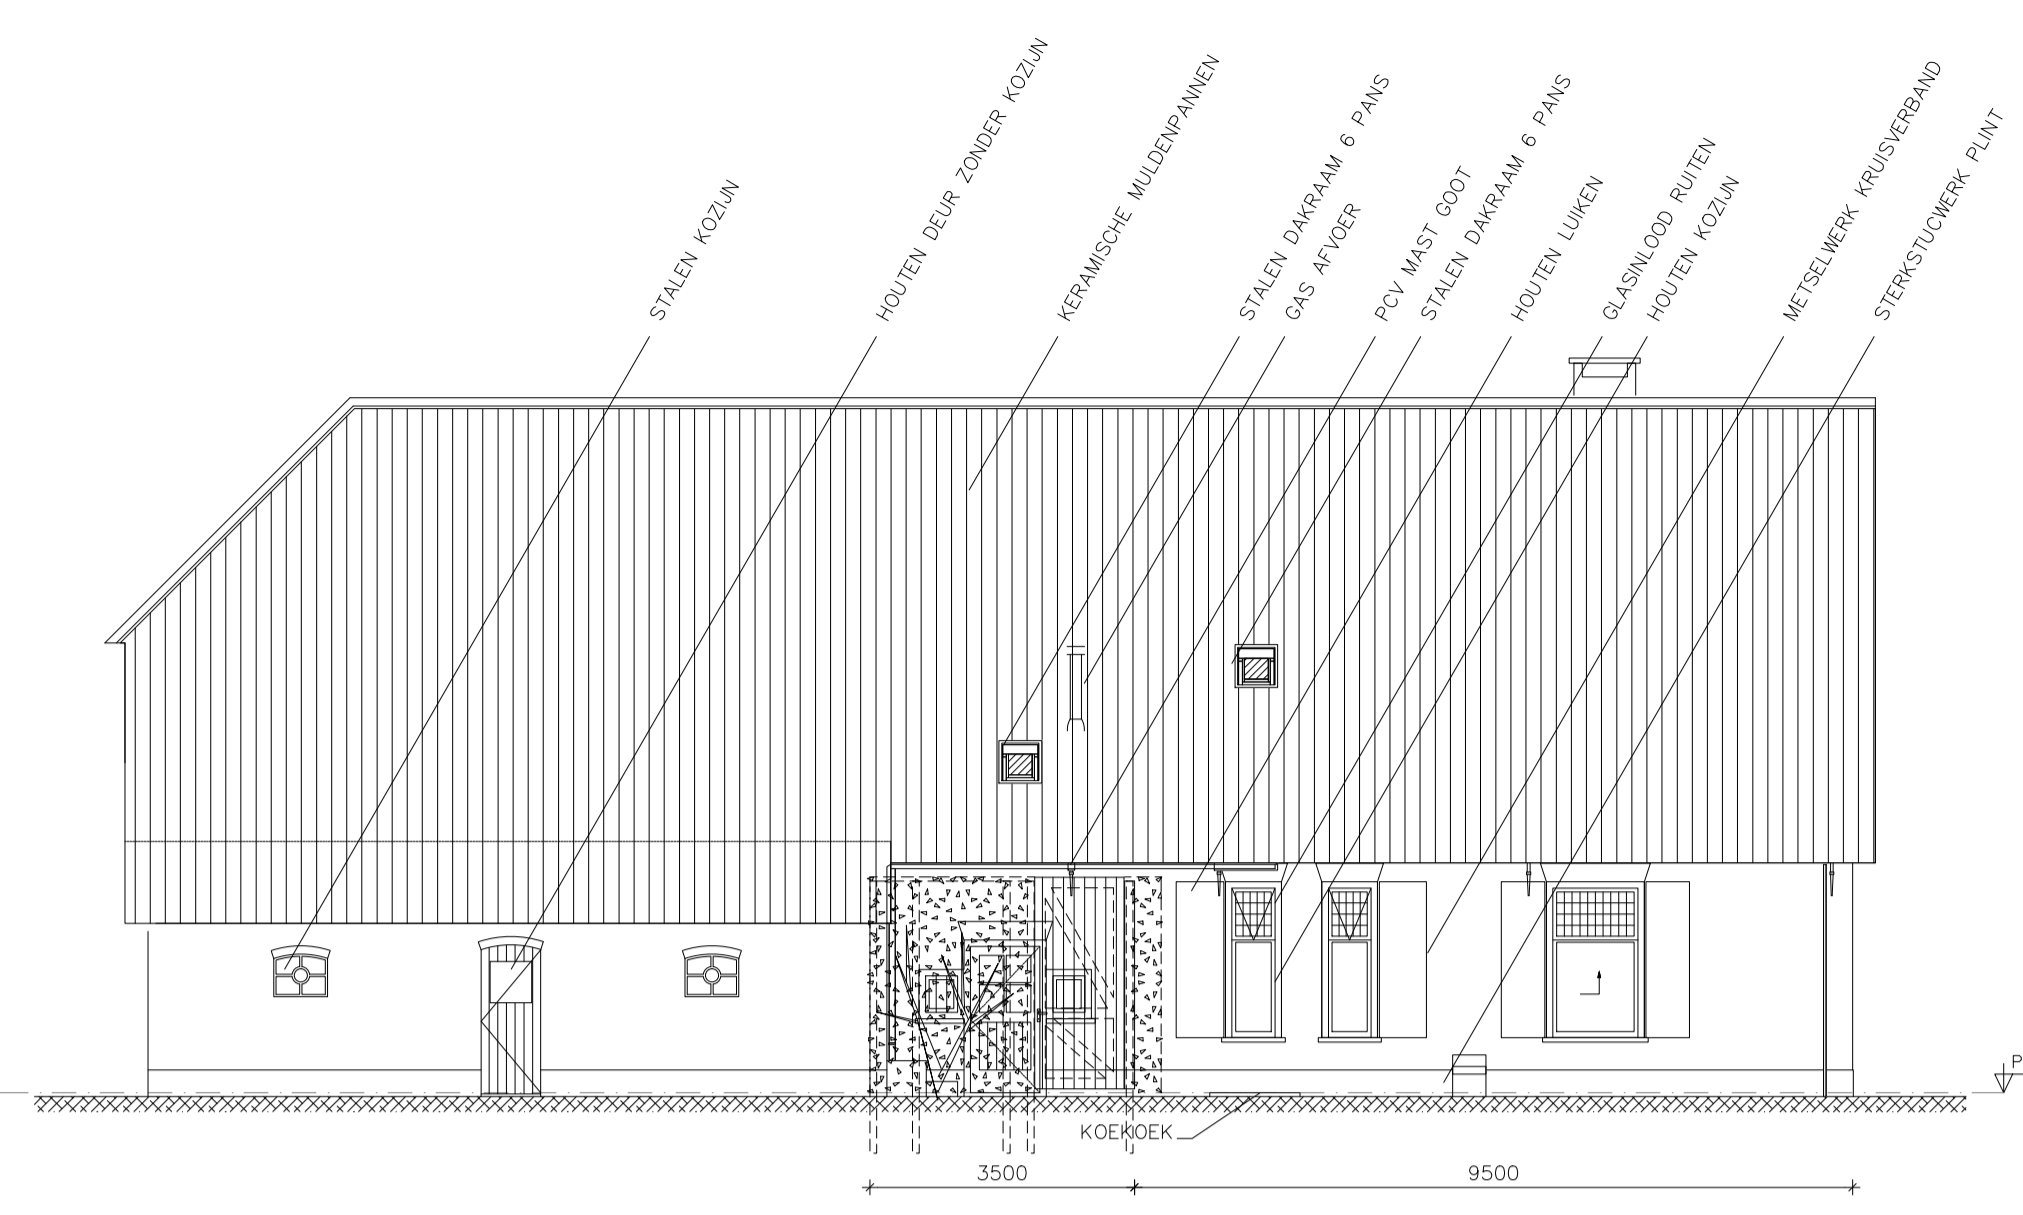 STALEN KOZIJN
HOUTEN DEUR ZONDER KOZIJN
KERAMISCHE MULDENPANNEN
STALEN DAKRAAM 6 PANS
GAS AFVOER
PCV MAST GOOT
STALEN DAKRAAM 6 PANS
HOUTEN LUIKEN
GLASINLOOD RUITEN
HOUTEN KOZIJN
METSELWERK KRUISVERBAND
STERKSTUCWERK PLINT
P
KOEKOEK
3500
9500